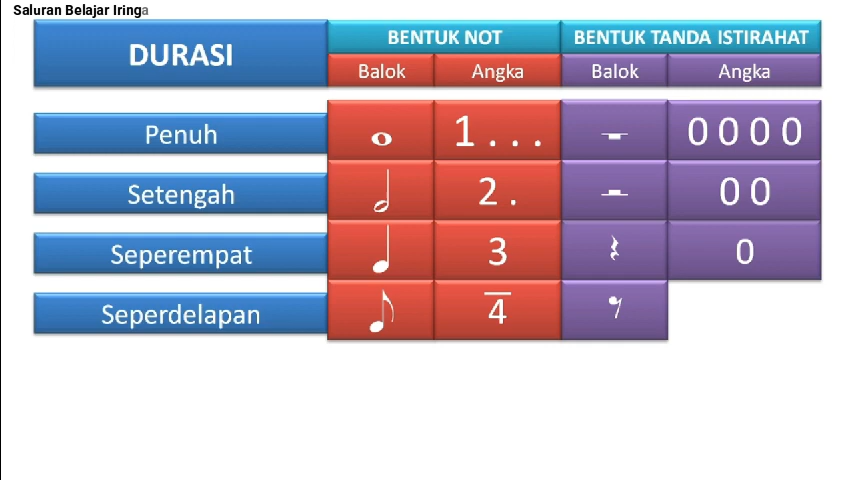 Saluran Belajar Iringa
DURASI
BENTUK NOT
BENTUK TANDA ISTIRAHAT
Balok
Angka
Balok
Angka
Penuh
1 . . .
0 0 0 0
Setengah
2 .
0 0
Seperempat
3
0
Seperdelapan
4